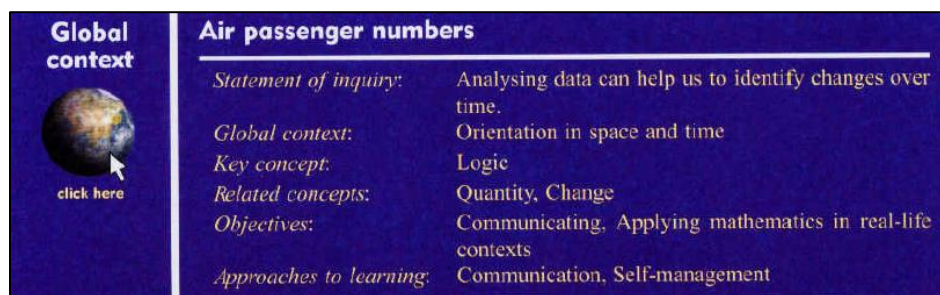 Global
context
click here
Air passenger numbers
Statement of inquiry: Analysing data can help us to identify changes over
time.
Global context: Orientation in space and time
Key concept: Logic
Related concepts: Quantity, Change
Objectives: Communicating, Applying mathematics in real-life
contexts
Approaches to learning: Communication, Self-management